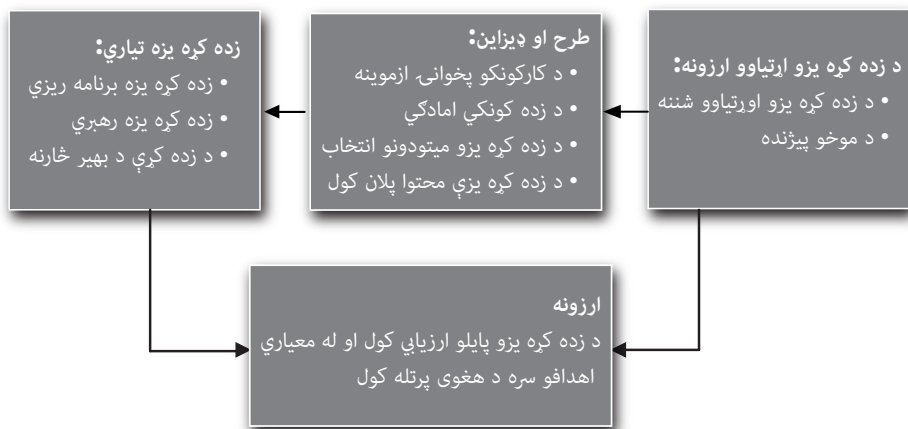 د زده کړه یزو اړتیاوو ارزونه:
• د زده کړه یزو اوړتیاوو شننه
• د موخو پیژنده
طرح او ډیزاین:
• د کارکونکو پخوانۍ ازموینه
• د زده کونکي امادګي
• د زده کړه یزو میتودونو انتخاب
• د زده کړه یزې محتوا پلان کول
زده کړه یزه تیاري:
• زده کړه یزه برنامه ریزي
• زده کړه یزه رهبري
• د زده کړې د بهیر څارنه
ارزونه
د زده کړه یزو پایلو ارزیابي کول او له معیاري
اهدافو سره د هغوی پرتله کول